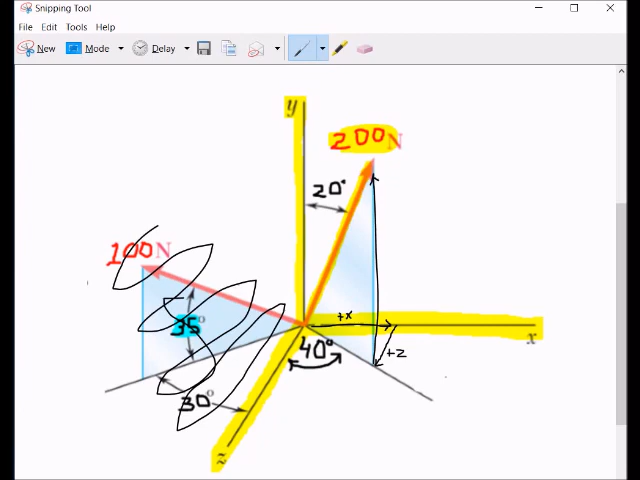 Snipping Tool
File Edit Tools Help
New Mode Delay
y
200N
20°
100N
35°
+x
x
40°
+z
30°
z